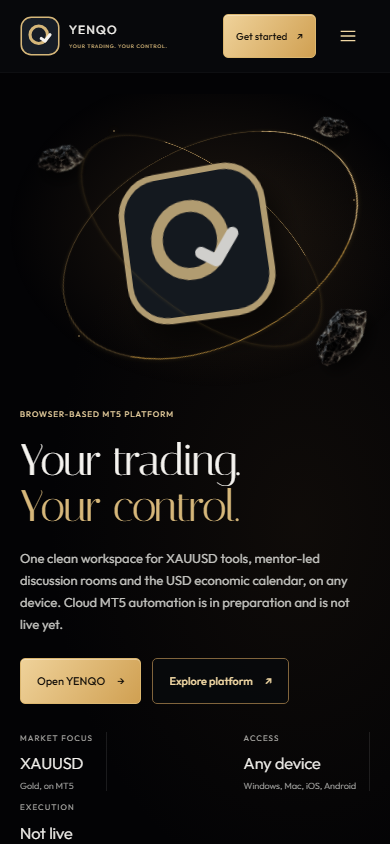 YENQO
YOUR TRADING. YOUR CONTROL.
Get started ↗
BROWSER-BASED MT5 PLATFORM
Your trading.
Your control.
One clean workspace for XAUUSD tools, mentor-led
discussion rooms and the USD economic calendar, on any
device. Cloud MT5 automation is in preparation and is not
live yet.
Open YENQO →
Explore platform ↗
MARKET FOCUS
XAUUSD
Gold, on MT5
ACCESS
Any device
Windows, Mac, iOS, Android
EXECUTION
Not live